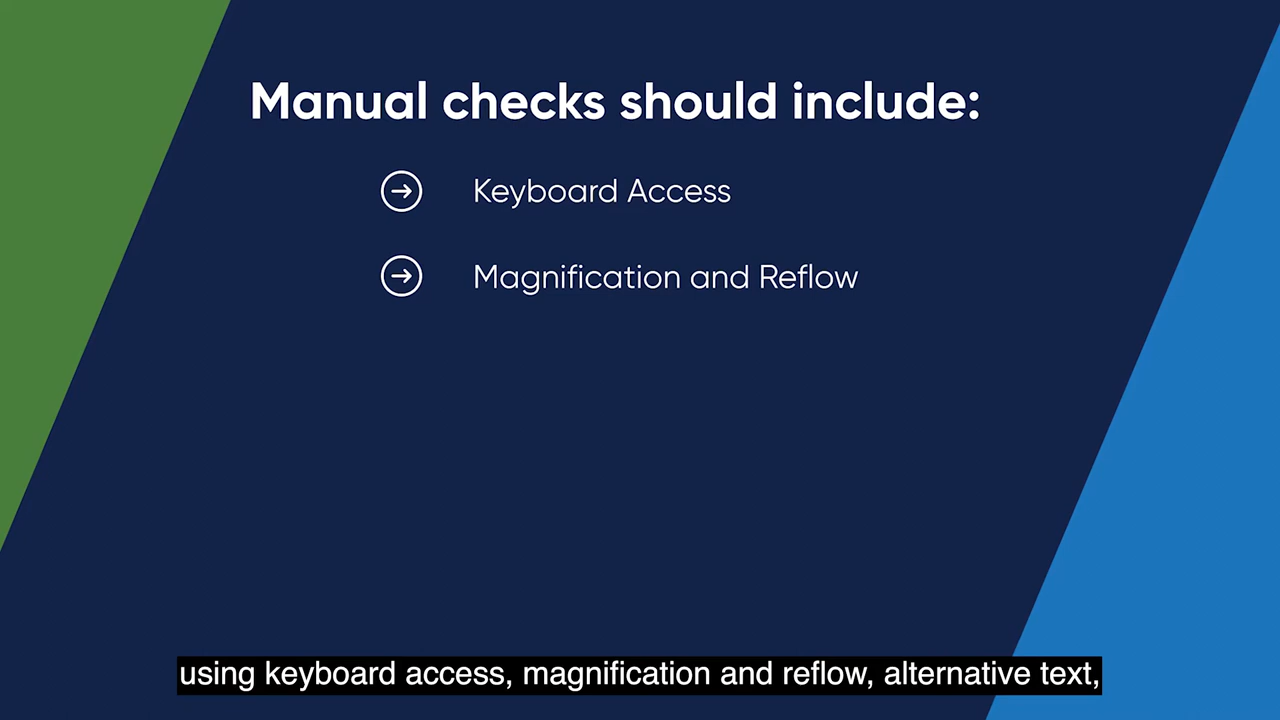 Manual checks should include:
Keyboard Access
Magnification and Reflow
using keyboard access, magnification and reflow, alternative text,